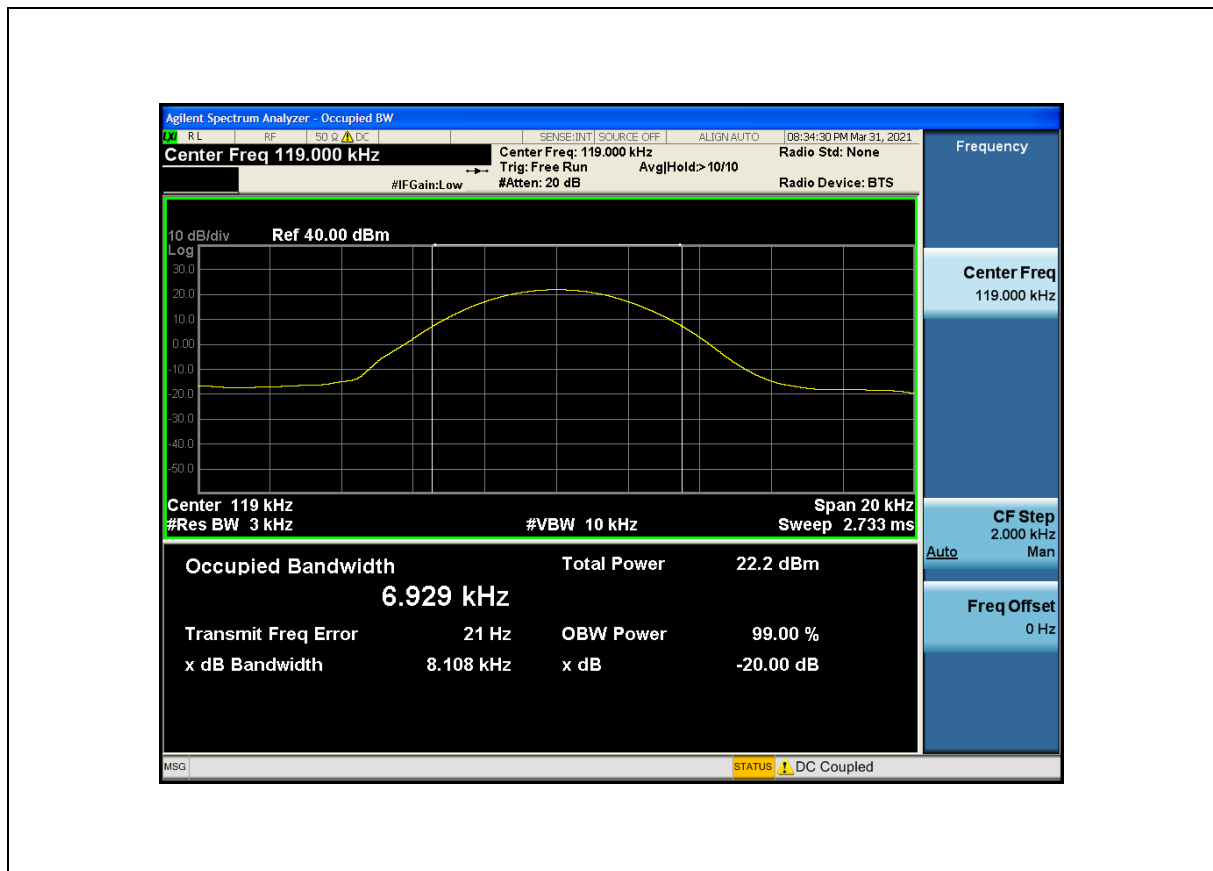 Agilent Spectrum Analyzer - Occupied BW
LXI RL RF 50 Ω DC SENSE:INT SOURCE OFF ALIGN AUTO 08:34:30 PM Mar 31, 2021
Center Freq 119.000 kHz
Center Freq: 119.000 kHz Radio Std: None
Trig: Free Run Avg|Hold:> 10/10
#IFGain:Low #Atten: 20 dB Radio Device: BTS
10 dB/div Ref 40.00 dBm
Log
30.0
20.0
10.0
0.00
-10.0
-20.0
-30.0
-40.0
-50.0
Center 119 kHz Span 20 kHz
#Res BW 3 kHz #VBW 10 kHz Sweep 2.733 ms
Occupied Bandwidth Total Power 22.2 dBm
6.929 kHz
Transmit Freq Error 21 Hz OBW Power 99.00 %
x dB Bandwidth 8.108 kHz x dB -20.00 dB
Frequency
Center Freq
119.000 kHz
CF Step
2.000 kHz
Auto Man
Freq Offset
0 Hz
MSG STATUS DC Coupled